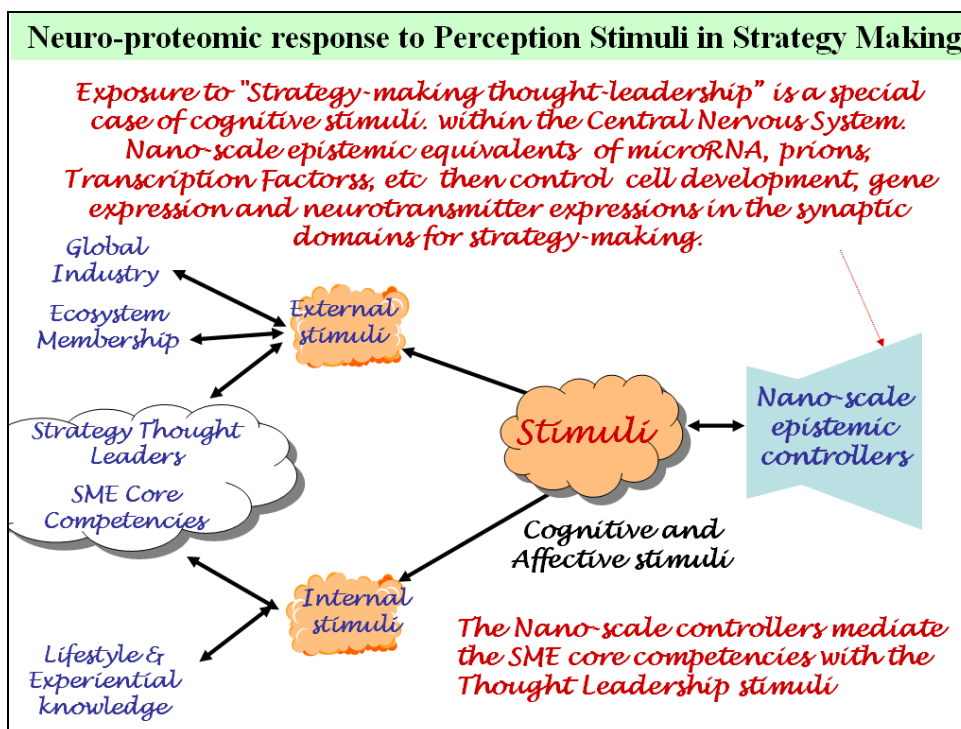 Neuro-proteomic response to Perception Stimuli in Strategy Making
Exposure to "Strategy-making thought-leadership” is a special
case of cognitive stimuli. within the Central Nervous System.
Nano-scale epistemic equivalents of microRNA, prions,
Transcription Factorss, etc then control cell development, gene
expression and neurotransmitter expressions in the synaptic
domains for strategy-making.
Global
Industry
Ecosystem
Membership
External
stimuli
Strategy Thought
Leaders
SME Core
Competencies
Stimuli
Nano-scale
epistemic
controllers
Cognitive and
Affective stimuli
Internal
stimuli
Lifestyle &
Experiential
knowledge
The Nano-scale controllers mediate
the SME core competencies with the
Thought Leadership stimuli